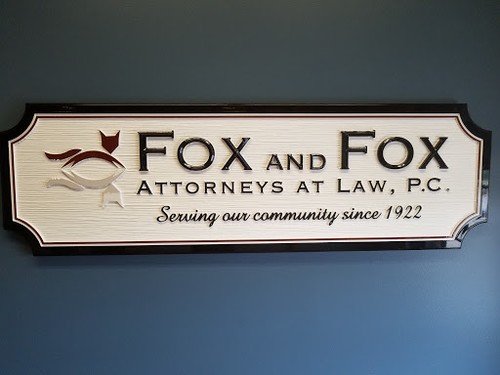 Fox and Fox
Attorneys at Law, P.C.
Serving our community since 1922